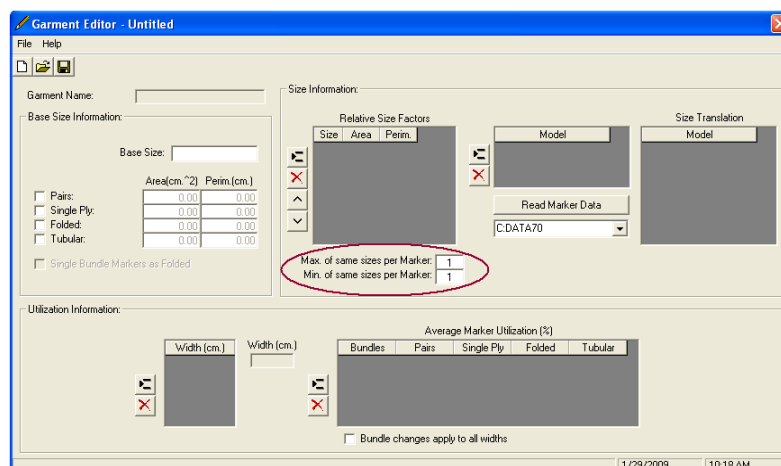 Garment Editor - Untitled
File Help
Garment Name:
Base Size Information:
Base Size:
Area(cm.^2) Perim.(cm)
Pairs: 0.00 0.00
Single Ply: 0.00 0.00
Folded: 0.00 0.00
Tubular: 0.00 0.00
Single Bundle Markers as Folded
Size Information:
Relative Size Factors
Size Area Perim.
Model
Read Marker Data
C:DATA70
Size Translation
Model
Max. of same sizes per Marker: 1
Min. of same sizes per Marker: 1
Utilization Information:
Width (cm.)
Width (cm.)
Average Marker Utilization (%)
Bundles Pairs Single Ply Folded Tubular
Bundle changes apply to all widths
1/29/2009 10:18 AM